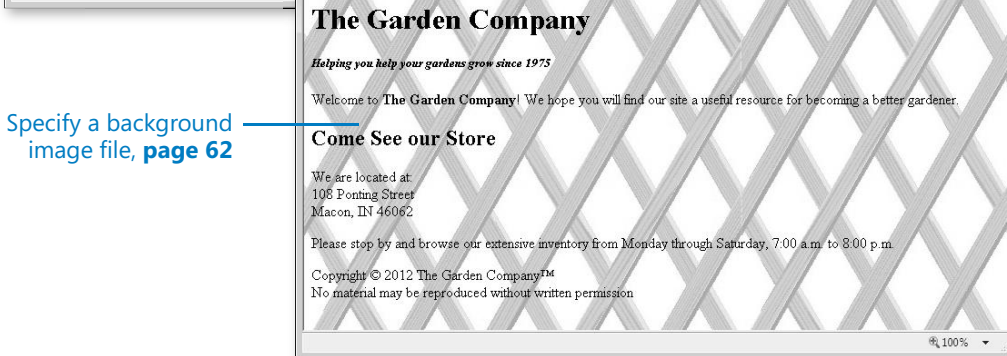 The Garden Company
Helping you help your gardens grow since 1975
Welcome to The Garden Company! We hope you will find our site a useful resource for becoming a better gardener.
Specify a background
image file, page 62
Come See our Store
We are located at:
108 Ponting Street
Macon, IN 46062
Please stop by and browse our extensive inventory from Monday through Saturday, 7:00 a.m. to 8:00 p.m.
Copyright © 2012 The Garden Company™
No material may be reproduced without written permission
100%